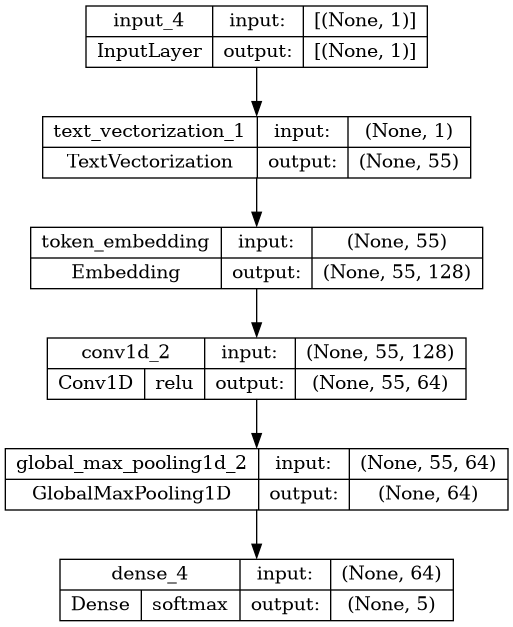 input_4 input: [(None, 1)]
InputLayer output: [(None, 1)]
text_vectorization_1 input: (None, 1)
TextVectorization output: (None, 55)
token_embedding input: (None, 55)
Embedding output: (None, 55, 128)
conv1d_2 input: (None, 55, 128)
Conv1D relu output: (None, 55, 64)
global_max_pooling1d_2 input: (None, 55, 64)
GlobalMaxPooling1D output: (None, 64)
dense_4 input: (None, 64)
Dense softmax output: (None, 5)